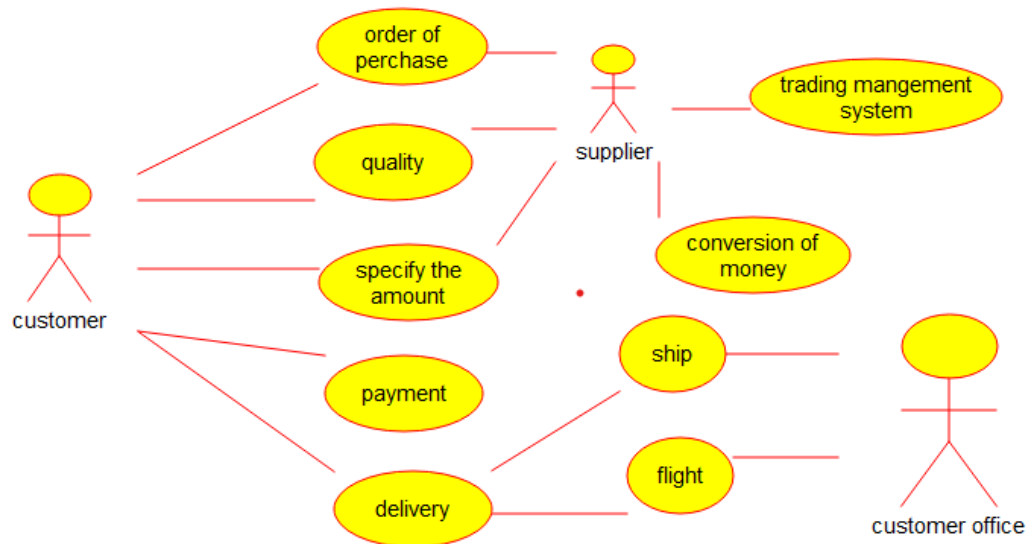 order of
perchase
trading mangement
system
supplier
quality
conversion of
money
specify the
amount
customer
ship
payment
flight
delivery
customer office